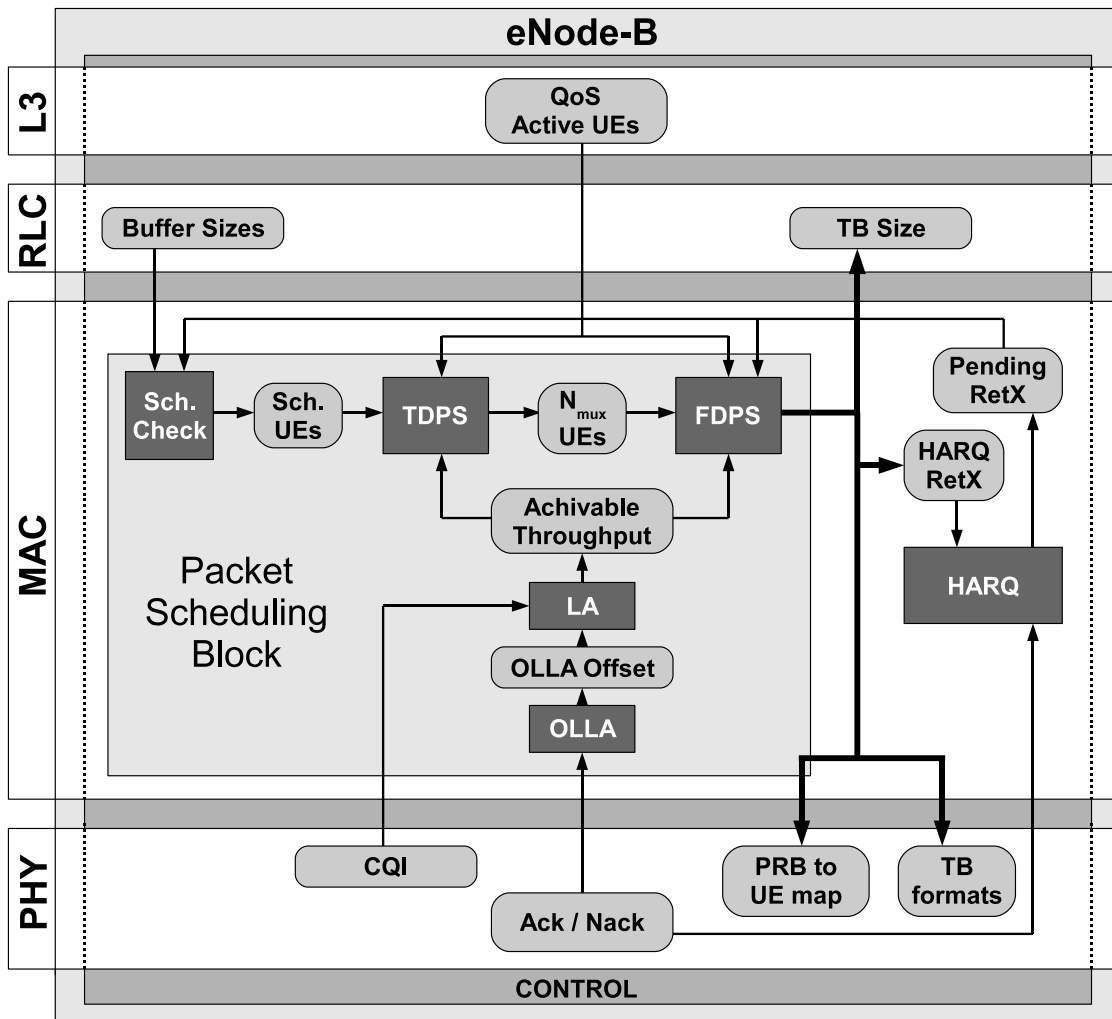 eNode-B
L3
QoS
Active UEs
RLC
Buffer Sizes
TB Size
MAC
Sch.
Check
Sch.
UEs
TDPS
Nmux
UEs
FDPS
Pending
RetX
HARQ
RetX
HARQ
Achivable
Throughput
LA
OLLA Offset
OLLA
Packet
Scheduling
Block
PHY
CQI
Ack / Nack
PRB to
UE map
TB
formats
CONTROL